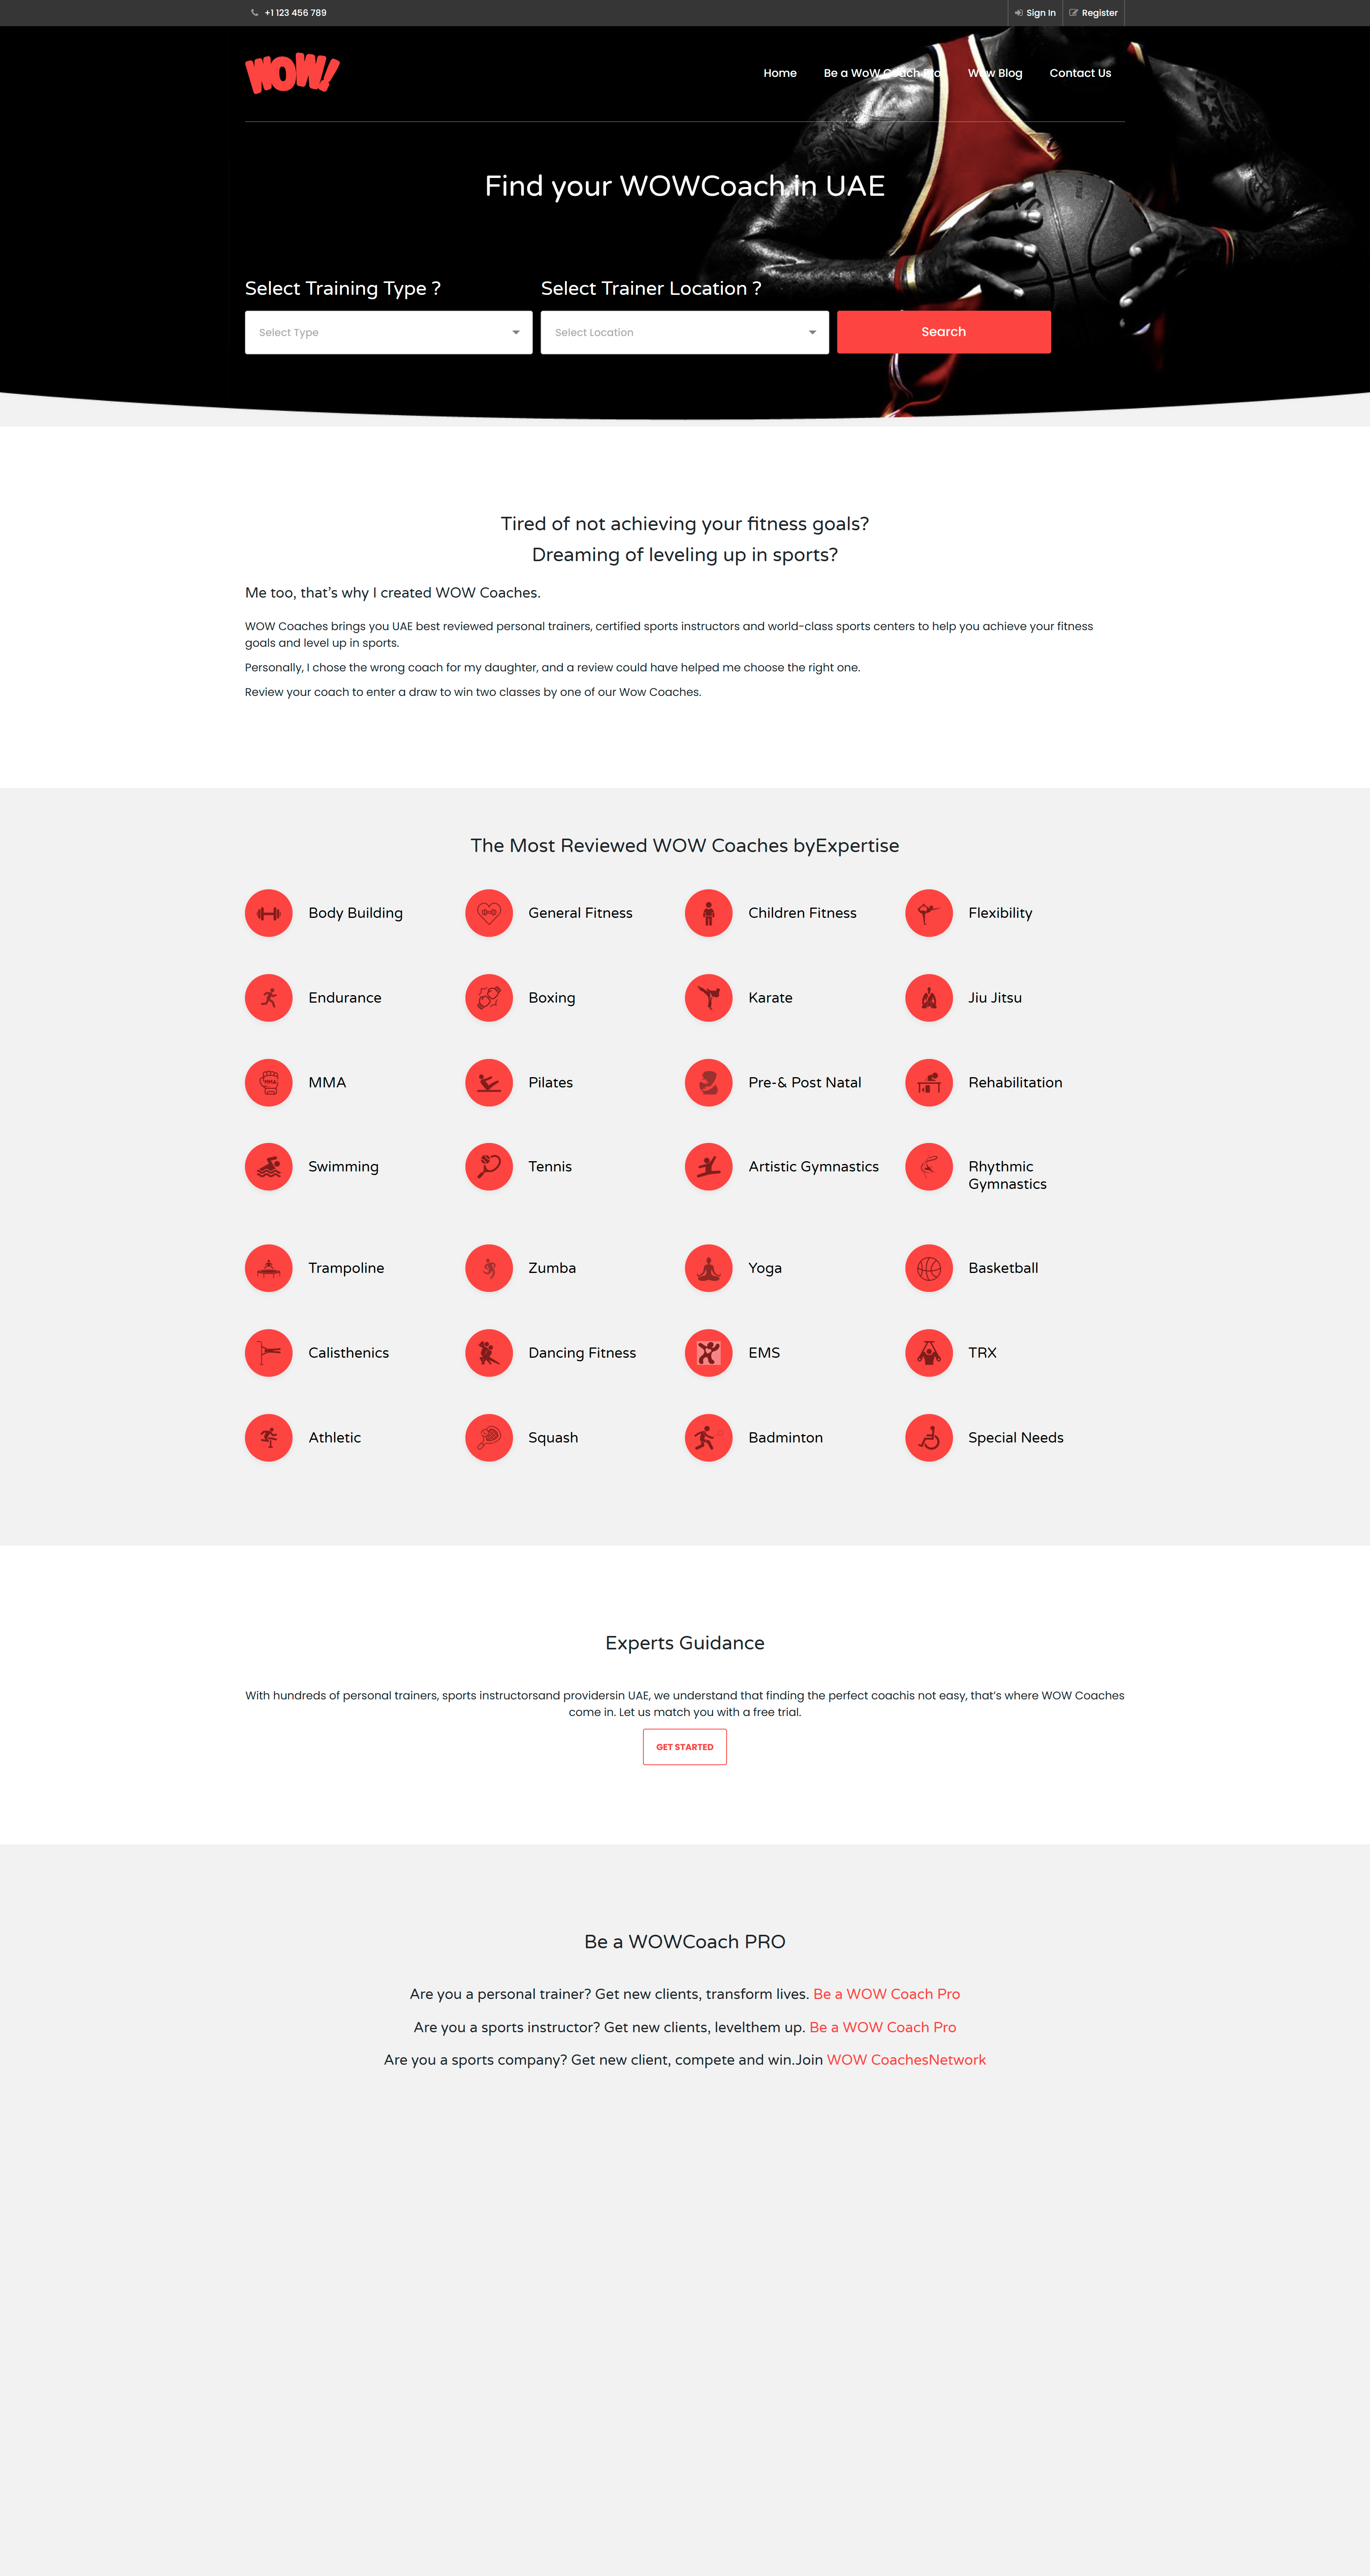 +1 123 456 789
Sign In
Register
WOW!
Home
Be a WoW Coach Pro
Wow Blog
Contact Us
Find your WOWCoach in UAE
Select Training Type ?
Select Trainer Location ?
Select Type
Select Location
Search
Tired of not achieving your fitness goals?
Dreaming of leveling up in sports?
Me too, that's why I created WOW Coaches.
WOW Coaches brings you UAE best reviewed personal trainers, certified sports instructors and world-class sports centers to help you achieve your fitness
goals and level up in sports.
Personally, I chose the wrong coach for my daughter, and a review could have helped me choose the right one.
Review your coach to enter a draw to win two classes by one of our Wow Coaches.
The Most Reviewed WOW Coaches byExpertise
Body Building
General Fitness
Children Fitness
Flexibility
Endurance
Boxing
Karate
Jiu Jitsu
MMA
MMA
Pilates
Pre-& Post Natal
Rehabilitation
Swimming
Tennis
Artistic Gymnastics
Rhythmic
Gymnastics
Trampoline
Zumba
Yoga
Basketball
Calisthenics
Dancing Fitness
EMS
TRX
Athletic
Squash
Badminton
Special Needs
Experts Guidance
With hundreds of personal trainers, sports instructorsand providersin UAE, we understand that finding the perfect coachis not easy, that's where WOW Coaches
come in. Let us match you with a free trial.
GET STARTED
Be a WOWCoach PRO
Are you a personal trainer? Get new clients, transform lives. Be a WOW Coach Pro
Are you a sports instructor? Get new clients, levelthem up. Be a WOW Coach Pro
Are you a sports company? Get new client, compete and win.Join WOW CoachesNetwork